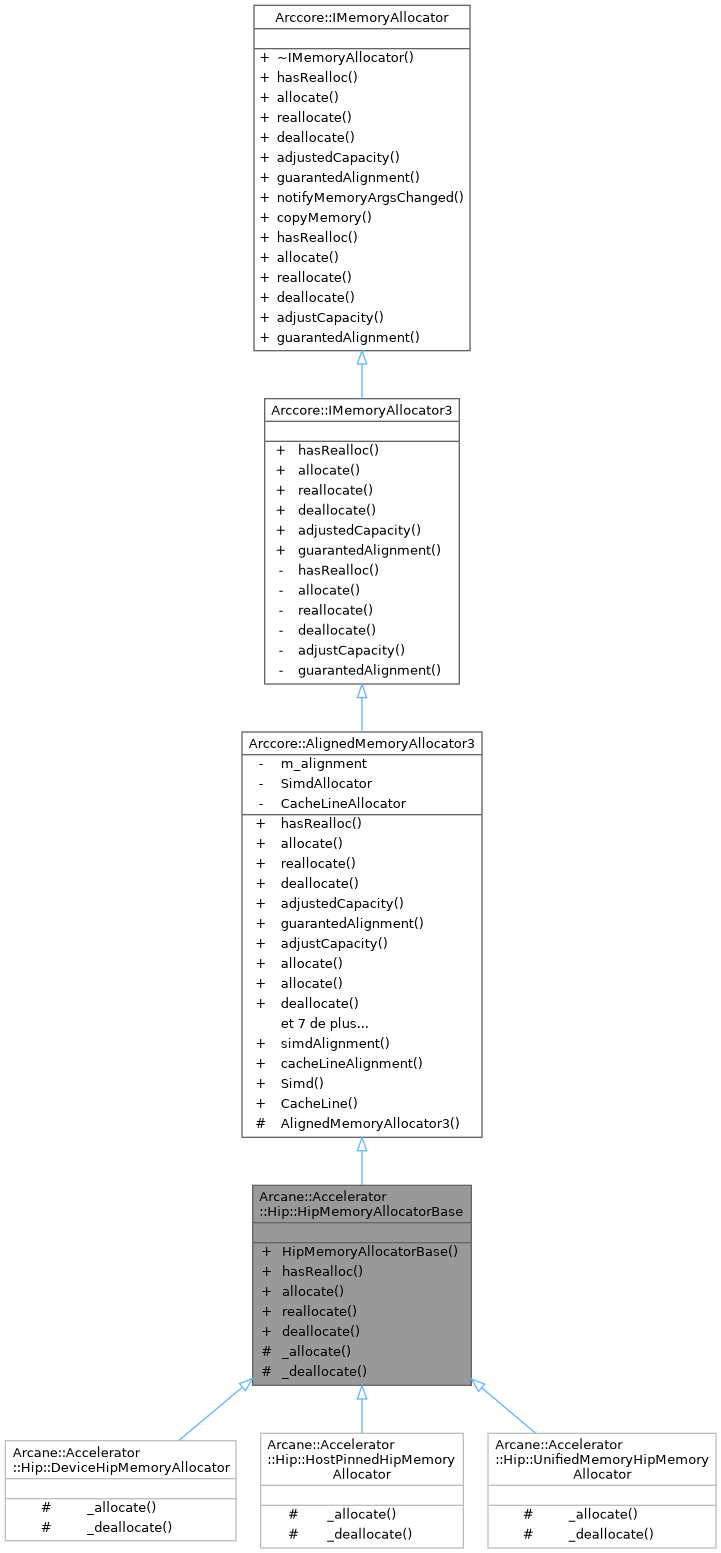 Arccore::IMemoryAllocator
+ ~IMemoryAllocator()
+ hasRealloc()
+ allocate()
+ reallocate()
+ deallocate()
+ adjustedCapacity()
+ guarantedAlignment()
+ notifyMemoryArgsChanged()
+ copyMemory()
+ hasRealloc()
+ allocate()
+ reallocate()
+ deallocate()
+ adjustCapacity()
+ guarantedAlignment()
Arccore::IMemoryAllocator3
+ hasRealloc()
+ allocate()
+ reallocate()
+ deallocate()
+ adjustedCapacity()
+ guarantedAlignment()
- hasRealloc()
- allocate()
- reallocate()
- deallocate()
- adjustCapacity()
- guarantedAlignment()
Arccore::AlignedMemoryAllocator3
- m_alignment
- SimdAllocator
- CacheLineAllocator
+ hasRealloc()
+ allocate()
+ reallocate()
+ deallocate()
+ adjustedCapacity()
+ guarantedAlignment()
+ adjustCapacity()
+ allocate()
+ allocate()
+ deallocate()
et 7 de plus...
+ simdAlignment()
+ cacheLineAlignment()
+ Simd()
+ CacheLine()
# AlignedMemoryAllocator3()
Arcane::Accelerator
::Hip::HipMemoryAllocatorBase
+ HipMemoryAllocatorBase()
+ hasRealloc()
+ allocate()
+ reallocate()
+ deallocate()
# _allocate()
# _deallocate()
Arcane::Accelerator
::Hip::DeviceHipMemoryAllocator
# _allocate()
# _deallocate()
Arcane::Accelerator
::Hip::HostPinnedHipMemory
Allocator
# _allocate()
# _deallocate()
Arcane::Accelerator
::Hip::UnifiedMemoryHipMemory
Allocator
# _allocate()
# _deallocate()